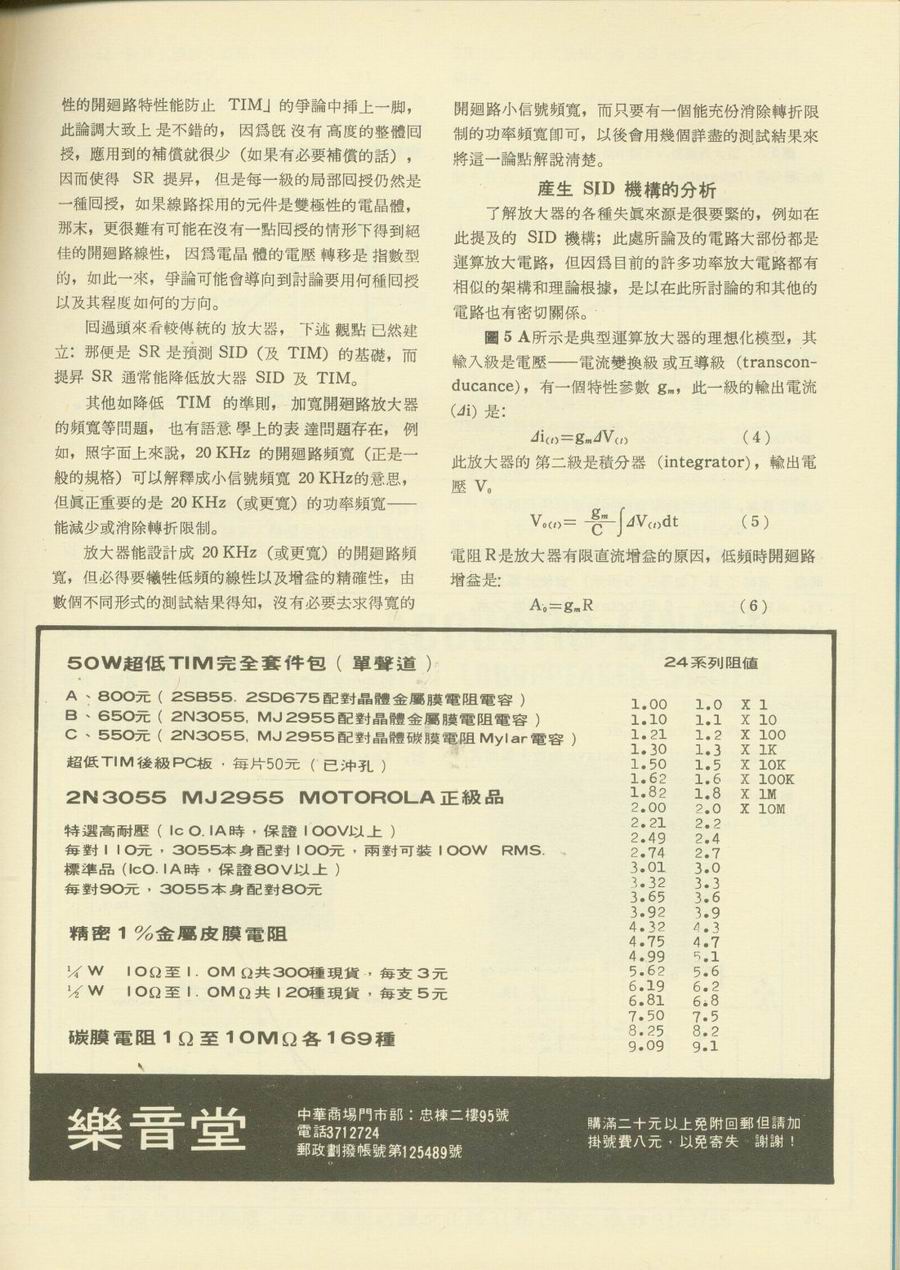 性的開廻路特性能防止 TIM」的爭論中揷上一脚，
此論調大致上是不錯的，因爲旣沒有高度的整體囘
授，應用到的補償就很少（如果有必要補償的話），
因而使得 SR 提昇，但是每一級的局部囘授仍然是
一種囘授，如果線路採用的元件是雙極性的電晶體，
那末，更很難有可能在沒有一點囘授的情形下得到絕
佳的開廻路線性，因爲電晶體的電壓轉移是指數型
的，如此一來，爭論可能會導向到討論要用何種囘授
以及其程度如何的方向。
囘過頭來看較傳統的放大器，下述觀點已然建
立：那便是 SR 是預測 SID（及 TIM）的基礎，而
提昇 SR 通常能降低放大器 SID 及 TIM。
其他如降低 TIM 的準則，加寬開廻路放大器
的頻寬等問題，也有語意學上的表達問題存在，例
如，照字面上來說，20 KHz 的開廻路頻寬（正是一
般的規格）可以解釋成小信號頻寬 20 KHz的意思，
但眞正重要的是 20 KHz（或更寬）的功率頻寬——
能減少或消除轉折限制。
放大器能設計成 20 KHz（或更寬）的開廻路頻
寬，但必得要犧牲低頻的線性以及增益的精確性，由
數個不同形式的測試結果得知，沒有必要去求得寬的
開廻路小信號頻寬，而只要有一個能充份消除轉折限
制的功率頻寬卽可，以後會用幾個詳盡的測試結果來
將這一論點解說淸楚。
産生 SID 機構的分析
了解放大器的各種失眞來源是很要緊的，例如在
此提及的 SID 機構；此處所論及的電路大部份都是
運算放大電路，但因爲目前的許多功率放大電路都有
相似的架構和理論根據，是以在此所討論的和其他的
電路也有密切關係。
圖 5 A所示是典型運算放大器的理想化模型，其
輸入級是電壓——電流變換級或互導級（transcon-
ducance），有一個特性參數 gm，此一級的輸出電流
(Δi) 是：
Δi(t)=gmΔV(t) （4）
此放大器的第二級是積分器（integrator），輸出電
壓 Vo
Vo(t)= gm/C ∫ΔV(t)dt （5）
電阻R是放大器有限直流增益的原因，低頻時開廻路
增益是：
Ao=gmR （6）
50W超低TIM完全套件包（單聲道）
A、800元（2SB55. 2SD675配對晶體金屬膜電阻電容）
B、650元（2N3055, MJ2955配對晶體金屬膜電阻電容）
C、550元（2N3055, MJ2955配對晶體碳膜電阻Mylar電容）
超低TIM後級PC板，每片50元（已沖孔）
2N3055 MJ2955 MOTOROLA正級品
特選高耐壓（Ic O.1A時，保證100V以上）
每對110元，3055本身配對100元，兩對可裝100W RMS.
標準品（IcO.1A時，保證80V以上）
每對90元，3055本身配對80元
精密1%金屬皮膜電阻
¼W 10Ω至1.0MΩ共300種現貨，每支3元
½W 10Ω至1.0MΩ共120種現貨，每支5元
碳膜電阻1Ω至10MΩ各169種
24系列阻値
1.00 1.0 X 1
1.10 1.1 X 10
1.21 1.2 X 100
1.30 1.3 X 1K
1.50 1.5 X 10K
1.62 1.6 X 100K
1.82 1.8 X 1M
2.00 2.0 X 10M
2.21 2.2
2.49 2.4
2.74 2.7
3.01 3.0
3.32 3.3
3.65 3.6
3.92 3.9
4.32 4.3
4.75 4.7
4.99 5.1
5.62 5.6
6.19 6.2
6.81 6.8
7.50 7.5
8.25 8.2
9.09 9.1
樂音堂
中華商場門市部：忠棟二樓95號
電話3712724
郵政劃撥帳號第125489號
購滿二十元以上免附回郵但請加
掛號費八元，以免寄失 謝謝！